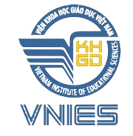 VIỆN KHOA HỌC GIÁO DỤC VIỆT NAM
KH
GD
VIETNAM INSTITUTE OF EDUCATIONAL SCIENCES
VNIES